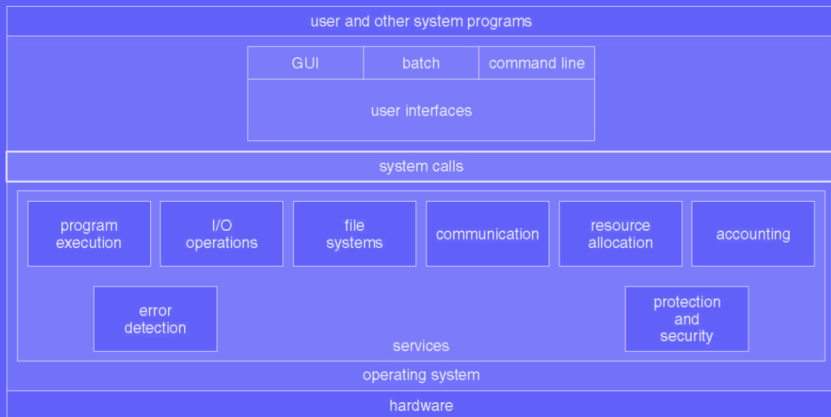 user and other system programs
GUI
batch
command line
user interfaces
system calls
program
execution
I/O
operations
file
systems
communication
resource
allocation
accounting
error
detection
protection
and
security
services
operating system
hardware